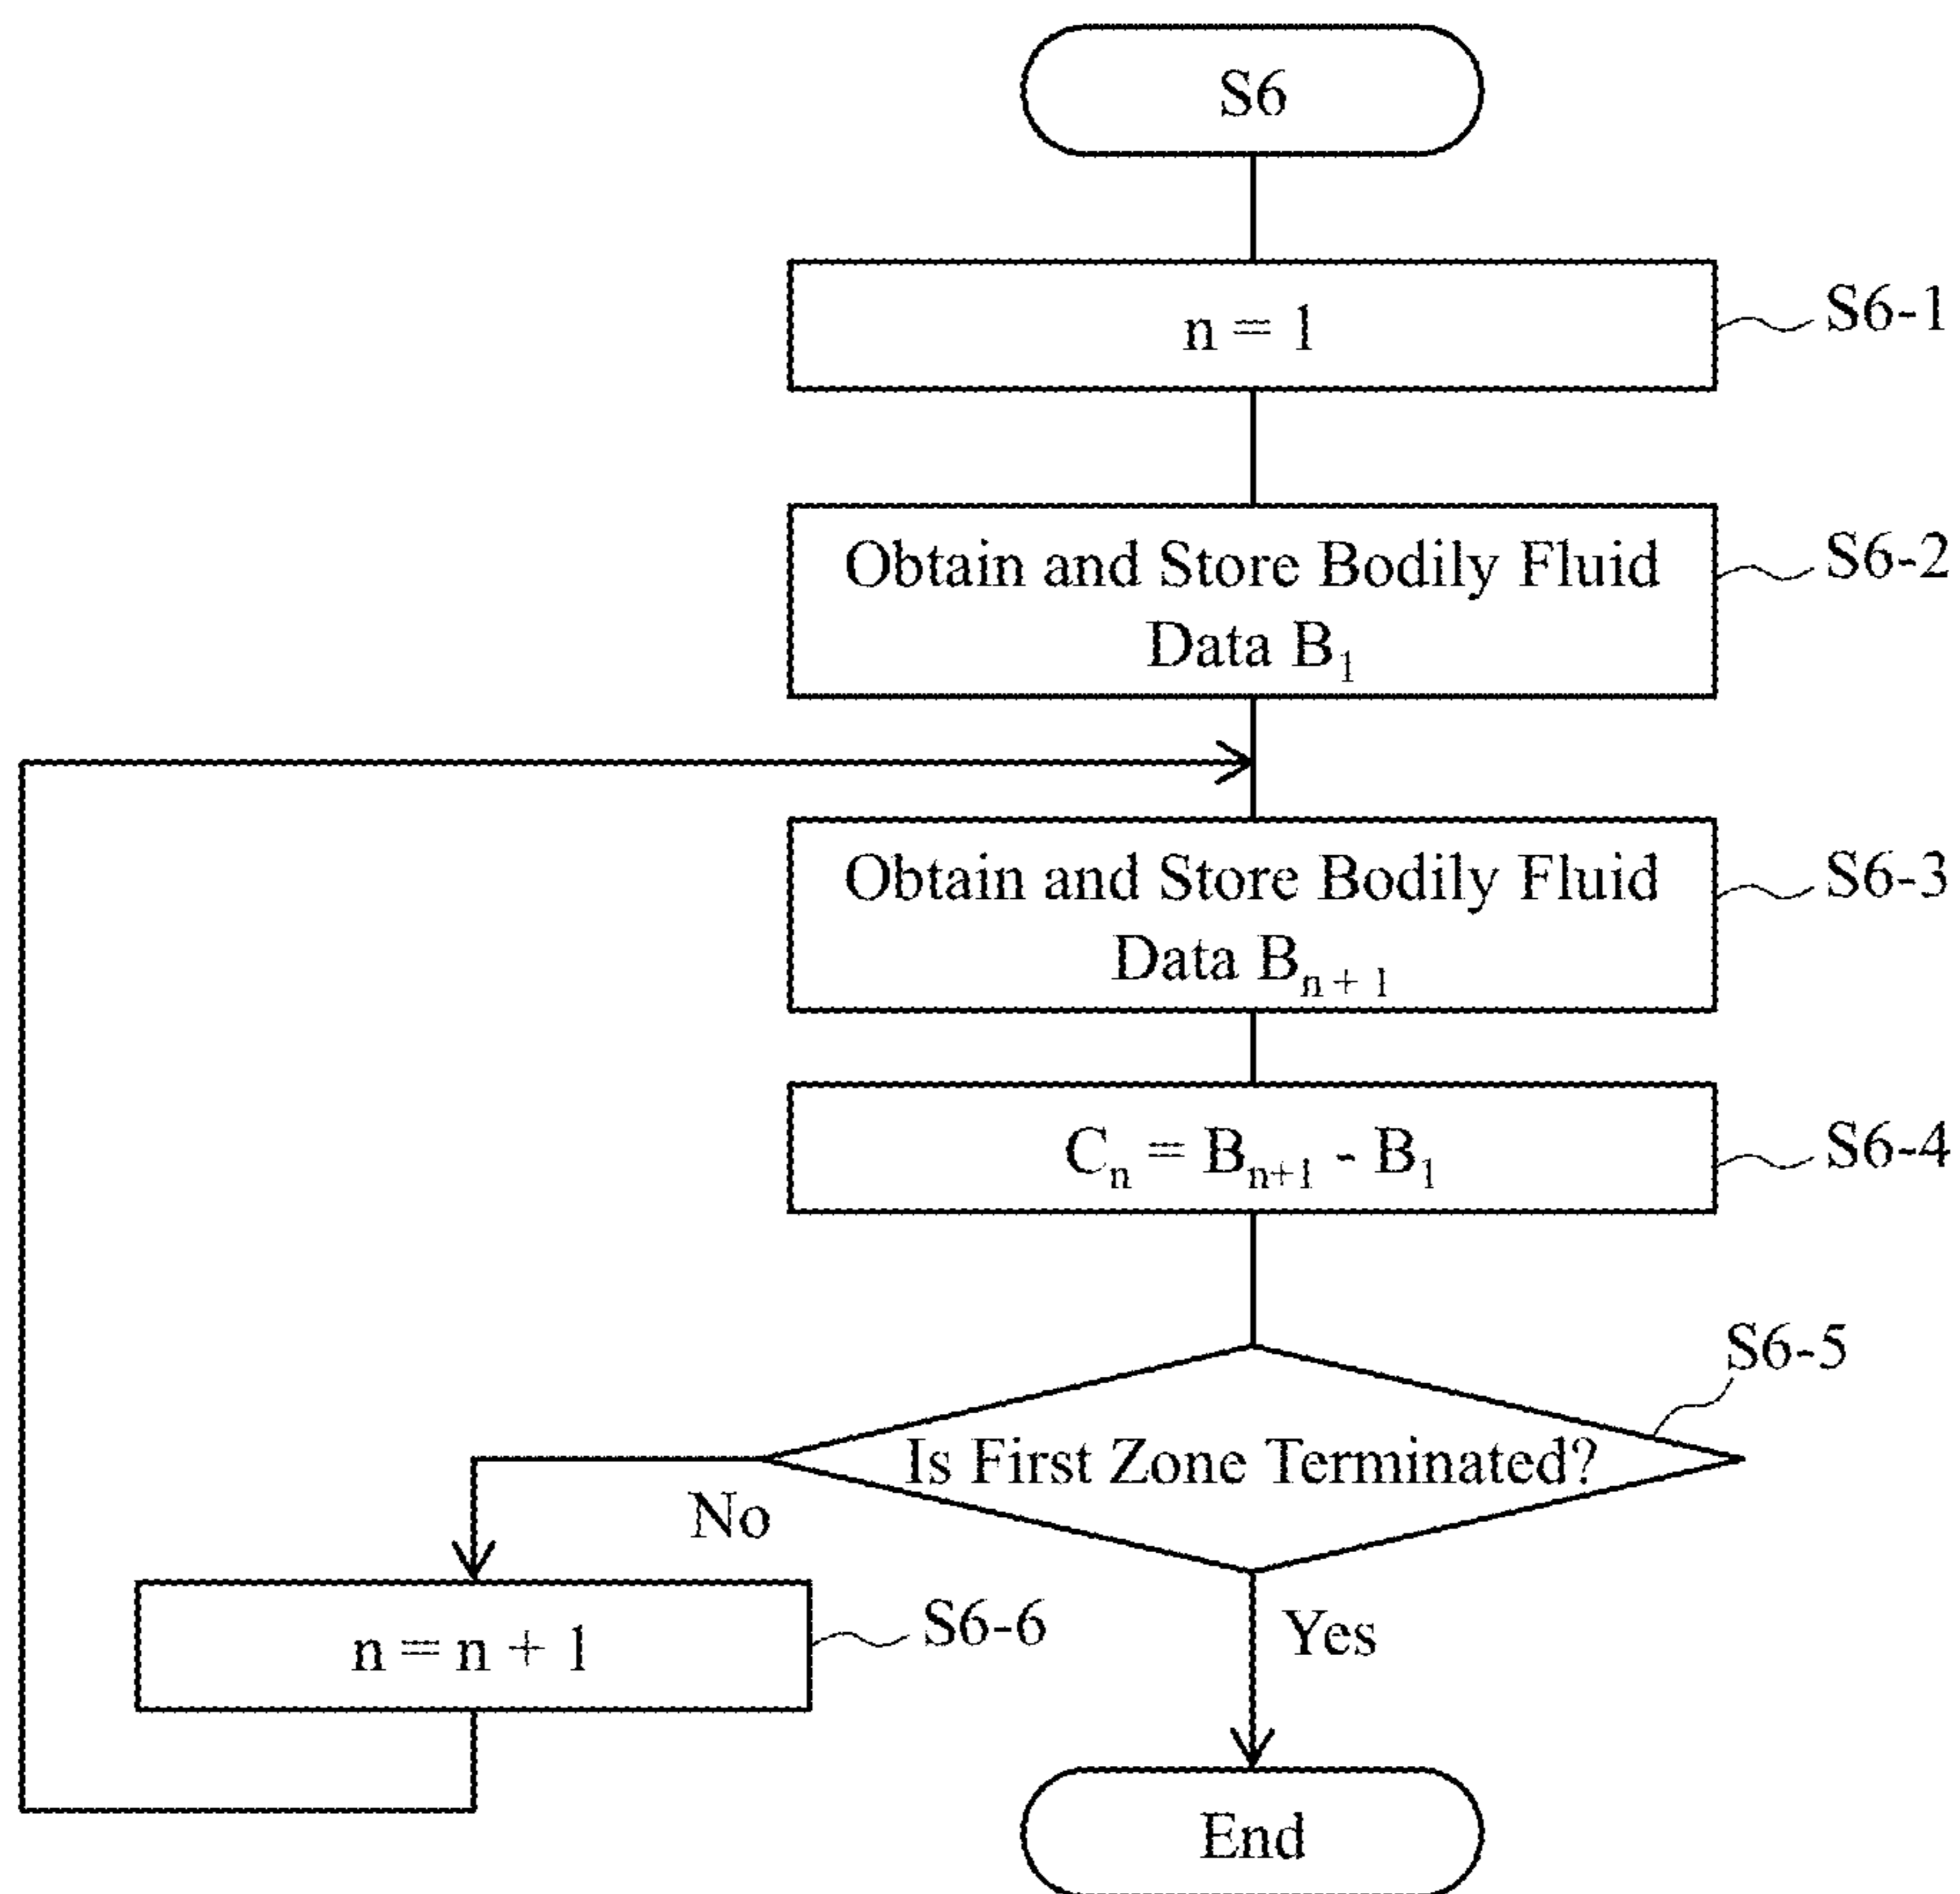 S6
n = 1
S6-1
Obtain and Store Bodily Fluid
Data B₁
S6-2
Obtain and Store Bodily Fluid
Data Bₙ ₊ ₁
S6-3
Cₙ = Bₙ₊₁ - B₁
S6-4
S6-5
Is First Zone Terminated?
No
n = n + 1
S6-6
Yes
End